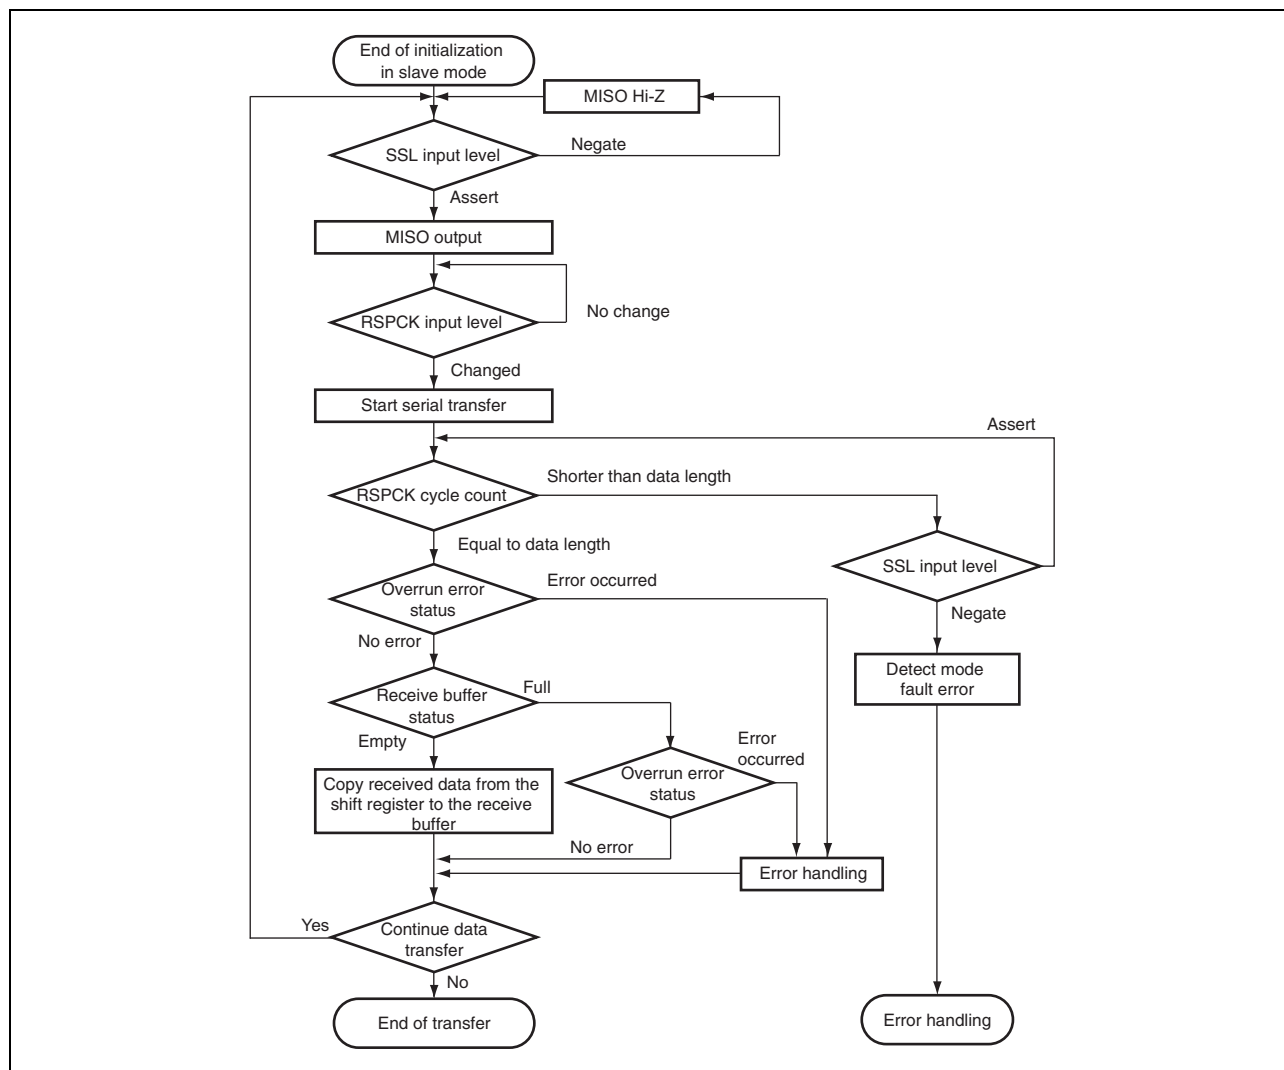 End of initialization
in slave mode
MISO Hi-Z
SSL input level
Negate
Assert
MISO output
RSPCK input level
No change
Changed
Start serial transfer
Assert
RSPCK cycle count
Shorter than data length
Equal to data length
SSL input level
Overrun error
status
Error occurred
Negate
No error
Detect mode
fault error
Receive buffer
status
Full
Empty
Error
occurred
Overrun error
status
Copy received data from the
shift register to the receive
buffer
No error
Error handling
Yes
Continue data
transfer
No
End of transfer
Error handling